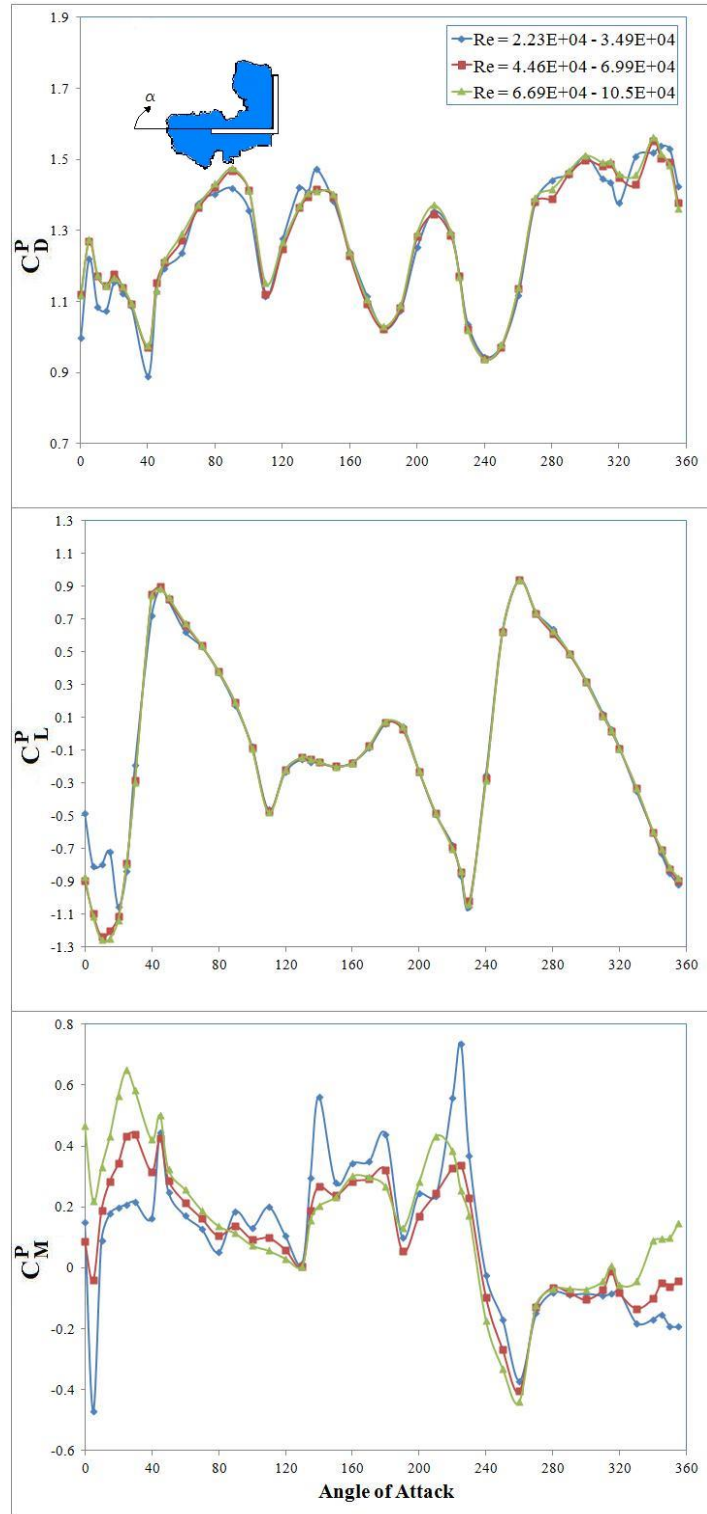 1.9
1.7
1.5
1.3
1.1
0.9
0.7
C^P_D
α
Re = 2.23E+04 - 3.49E+04
Re = 4.46E+04 - 6.99E+04
Re = 6.69E+04 - 10.5E+04
0 40 80 120 160 200 240 280 320 360
1.3
1.1
0.9
0.7
0.5
0.3
0.1
-0.1
-0.3
-0.5
-0.7
-0.9
-1.1
-1.3
C^P_L
0 40 80 120 160 200 240 280 320 360
0.8
0.6
0.4
0.2
0
-0.2
-0.4
-0.6
C^P_M
0 40 80 120 160 200 240 280 320 360
Angle of Attack